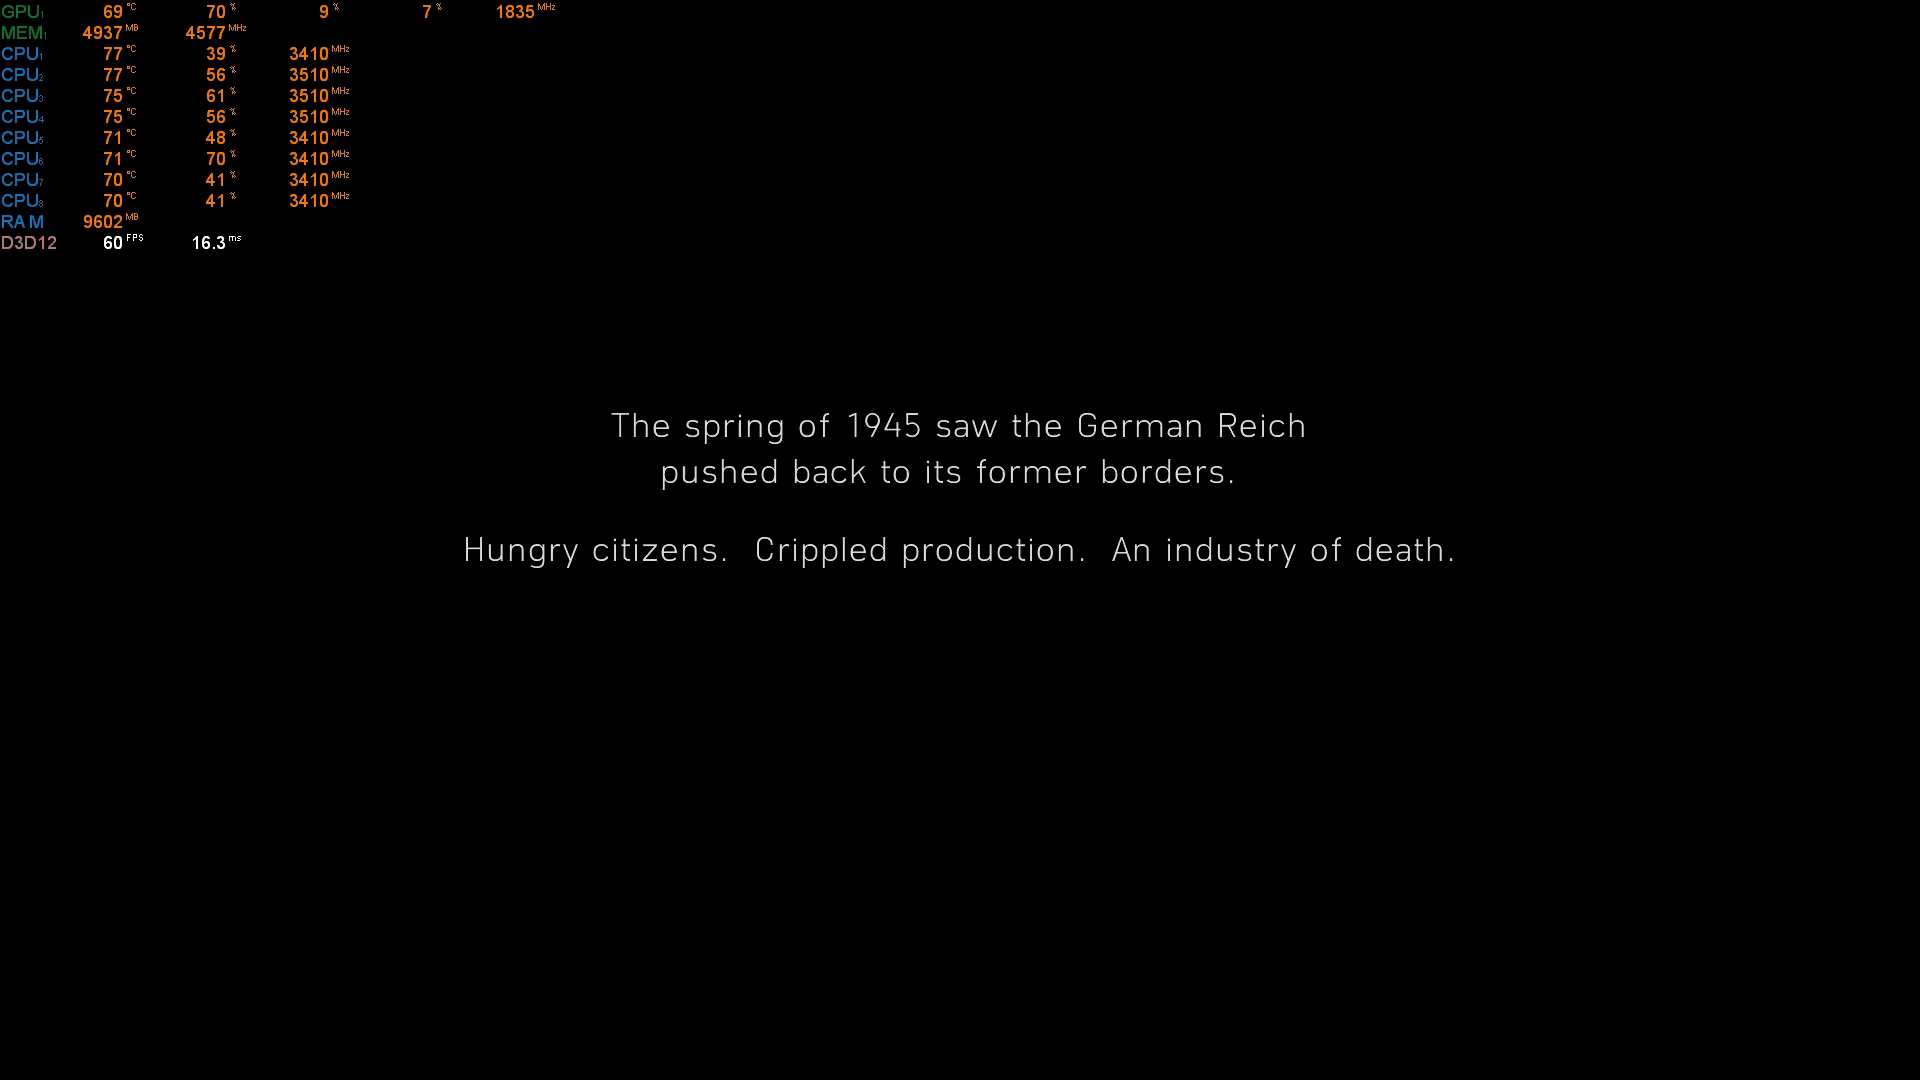 GPU1 69 °C 70 % 9 % 7 % 1835 MHz
MEM1 4937 MB 4577 MHz
CPU1 77 °C 39 % 3410 MHz
CPU2 77 °C 56 % 3510 MHz
CPU3 75 °C 61 % 3510 MHz
CPU4 75 °C 56 % 3510 MHz
CPU5 71 °C 48 % 3410 MHz
CPU6 71 °C 70 % 3410 MHz
CPU7 70 °C 41 % 3410 MHz
CPU8 70 °C 41 % 3410 MHz
RAM 9602 MB
D3D12 60 FPS 16.3 ms
The spring of 1945 saw the German Reich
pushed back to its former borders.
Hungry citizens. Crippled production. An industry of death.